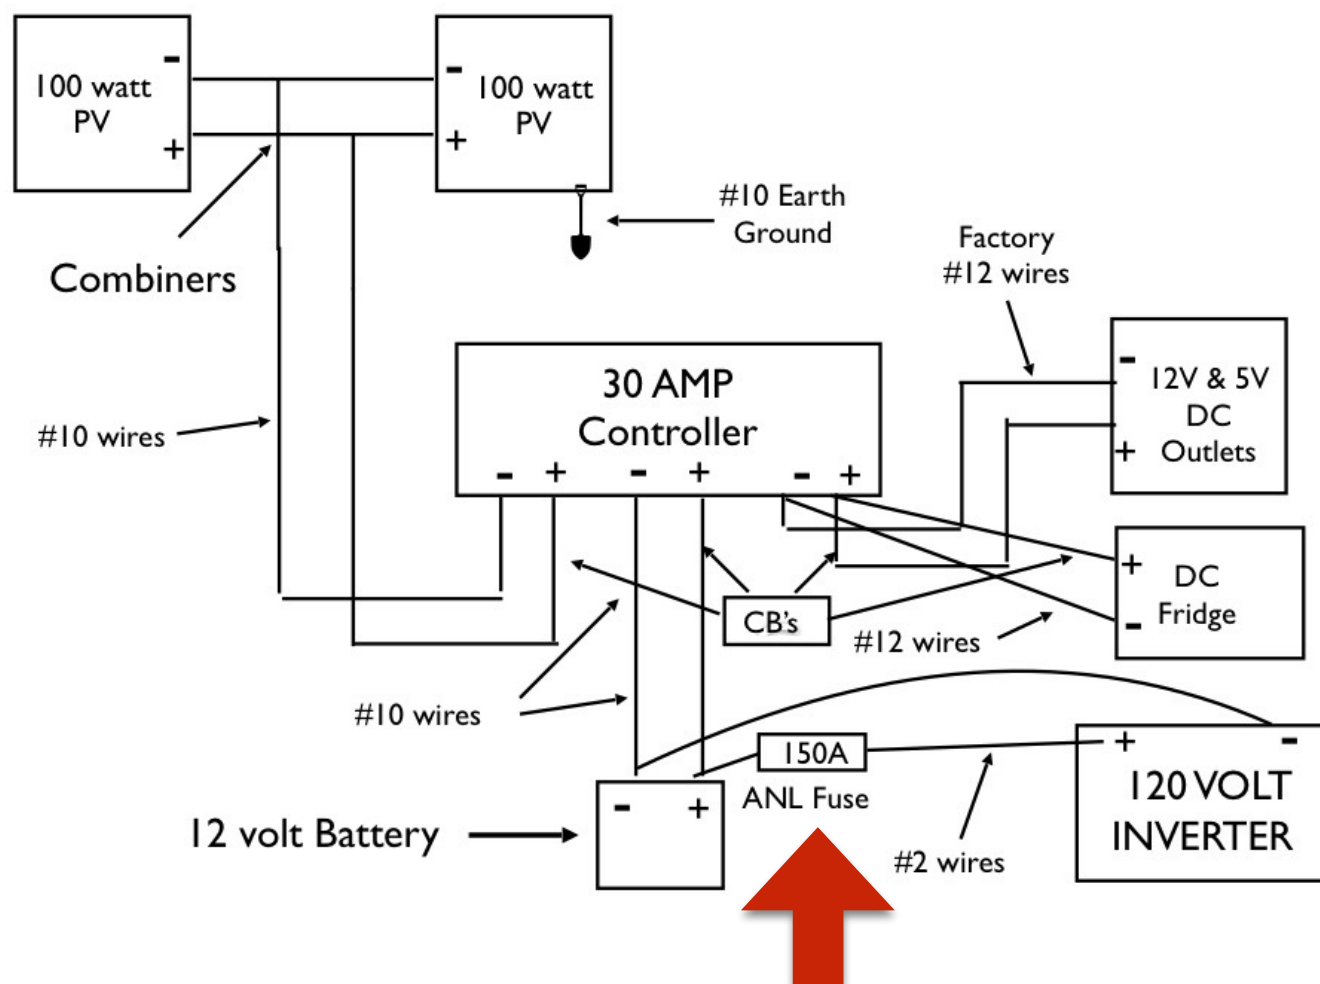 -
100 watt
PV
+
-
100 watt
PV
+
#10 Earth
Ground
Combiners
Factory
#12 wires
#10 wires
30 AMP
Controller
- + - + - +
-
12V & 5V
DC
Outlets
+
+
DC
Fridge
-
CB's
#12 wires
#10 wires
150A
ANL Fuse
+ -
120 VOLT
INVERTER
12 volt Battery
- +
#2 wires